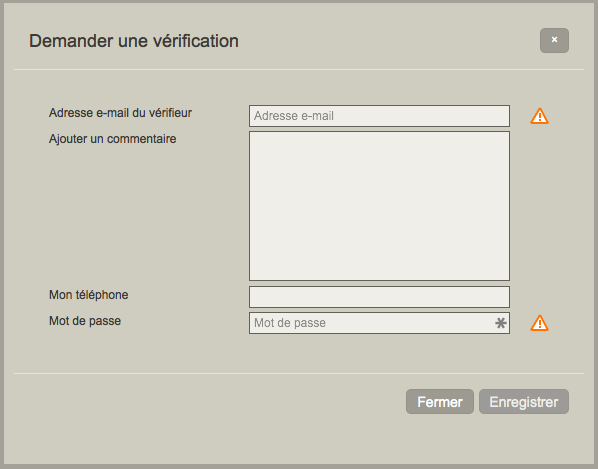 Demander une vérification
×
Adresse e-mail du vérifieur
Adresse e-mail
Ajouter un commentaire
Mon téléphone
Mot de passe
Mot de passe
Fermer
Enregistrer